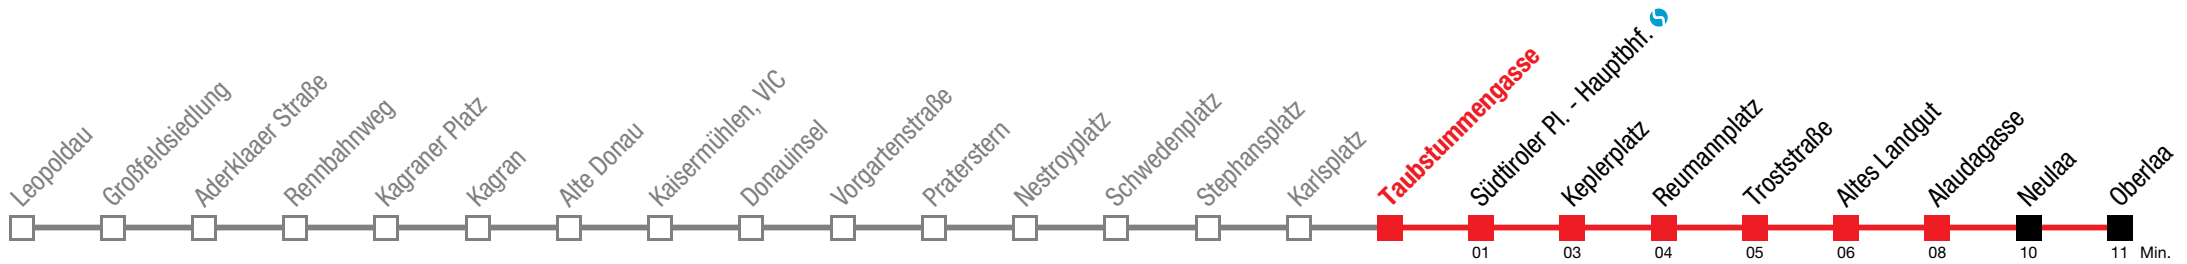 Leopoldau
Großfeldsiedlung
Aderklaaer Straße
Rennbahnweg
Kagraner Platz
Kagran
Alte Donau
Kaisermühlen, VIC
Donauinsel
Vorgartenstraße
Praterstern
Nestroyplatz
Schwedenplatz
Stephansplatz
Karlsplatz
Taubstummengasse
Südtiroler Pl. - Hauptbhf.
Keplerplatz
Reumannplatz
Troststraße
Altes Landgut
Alaudagasse
Neulaa
Oberlaa
01 03 04 05 06 08 10 11 Min.